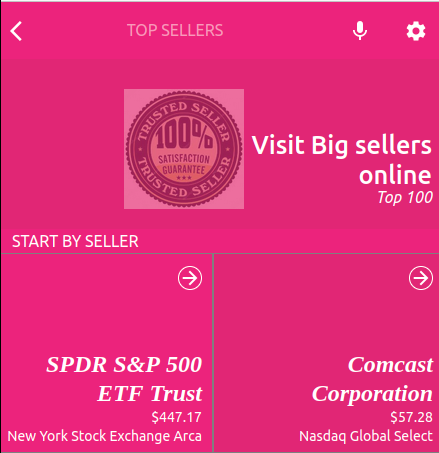 TOP SELLERS
TRUSTED SELLER
100%
SATISFACTION
GUARANTEE
TRUSTED SELLER
Visit Big sellers
online
Top 100
START BY SELLER
SPDR S&P 500
ETF Trust
$447.17
New York Stock Exchange Arca
Comcast
Corporation
$57.28
Nasdaq Global Select